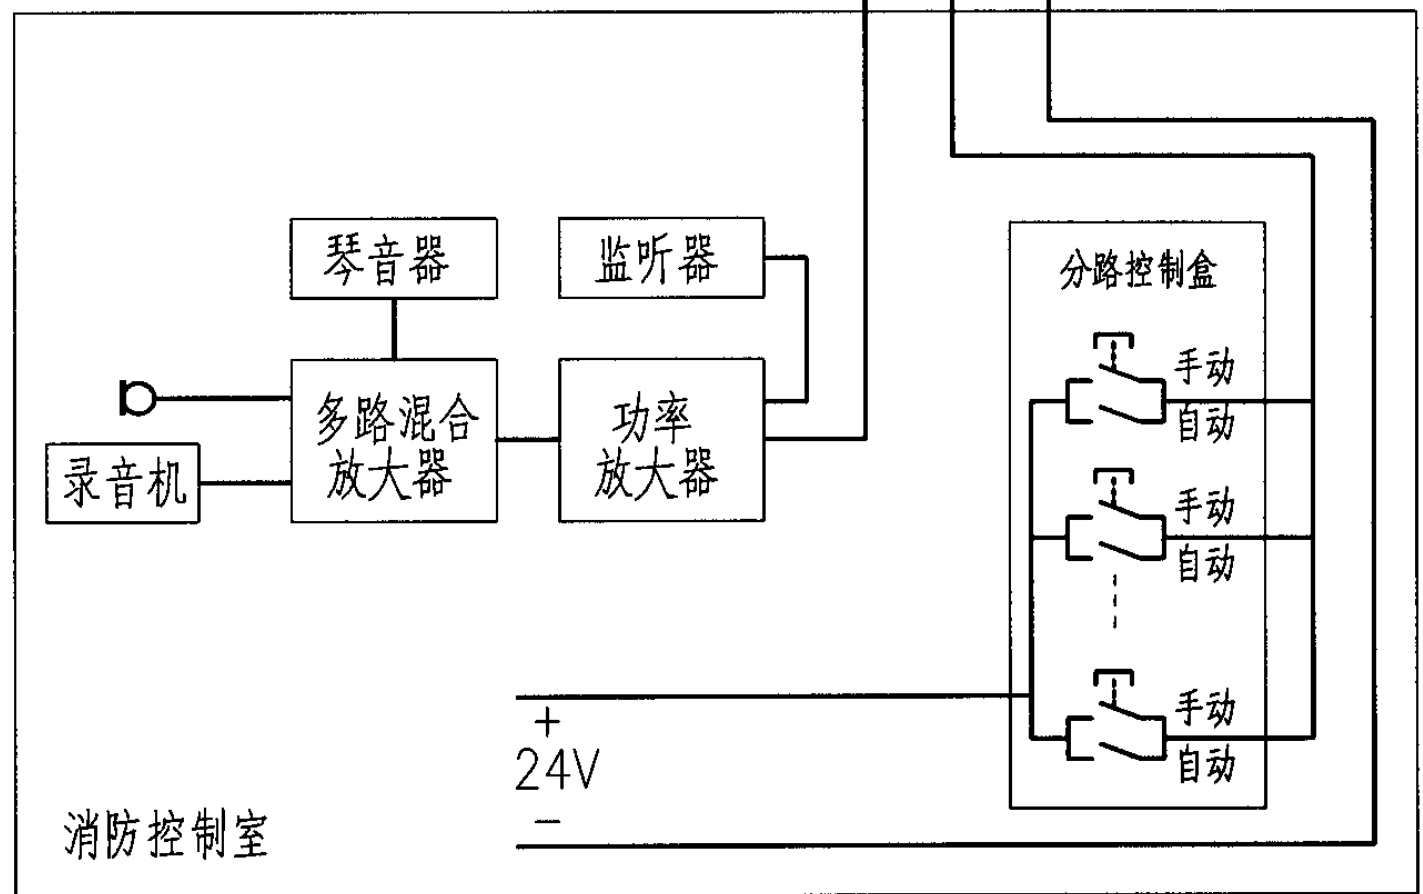 琴音器
监听器
分路控制盒
多路混合
放大器
功率
放大器
录音机
手动
自动
手动
自动
手动
自动
+
24V
−
消防控制室